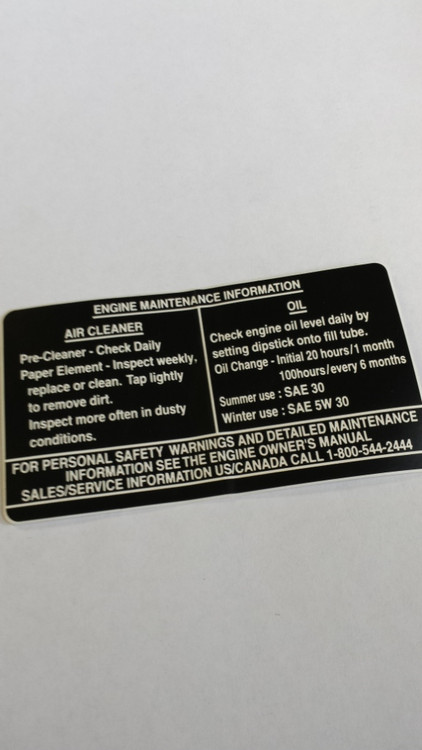 ENGINE MAINTENANCE INFORMATION
AIR CLEANER
Pre-Cleaner - Check Daily
Paper Element - Inspect weekly,
replace or clean. Tap lightly
to remove dirt.
Inspect more often in dusty
conditions.
OIL
Check engine oil level daily by
setting dipstick onto fill tube.
Oil Change - Initial 20 hours/1 month
100hours/every 6 months
Summer use : SAE 30
Winter use : SAE 5W 30
FOR PERSONAL SAFETY WARNINGS AND DETAILED MAINTENANCE
INFORMATION SEE THE ENGINE OWNER'S MANUAL
SALES/SERVICE INFORMATION US/CANADA CALL 1-800-544-2444